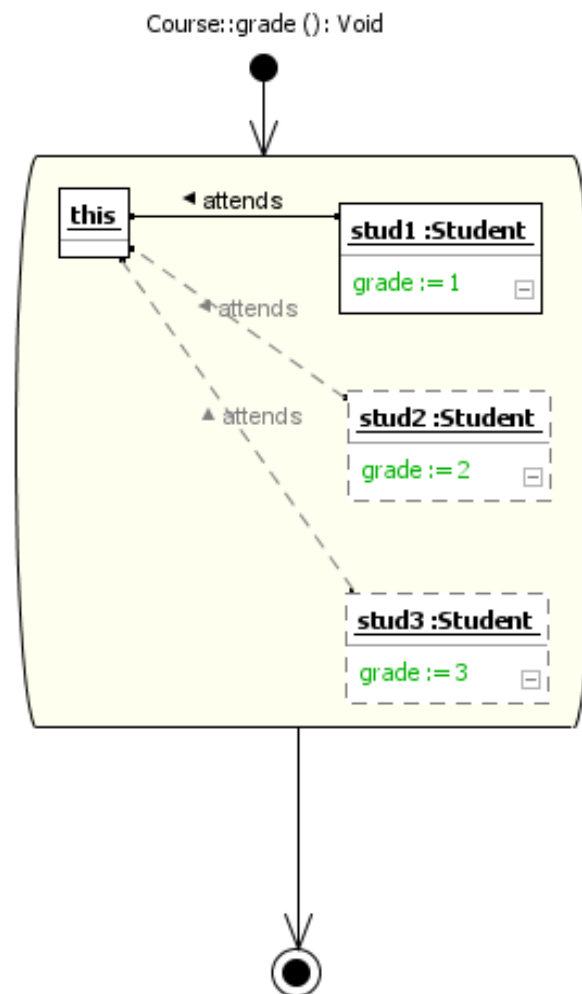 Course::grade (): Void
this
◄ attends
stud1 :Student
grade := 1
◄ attends
stud2 :Student
grade := 2
▲ attends
stud3 :Student
grade := 3